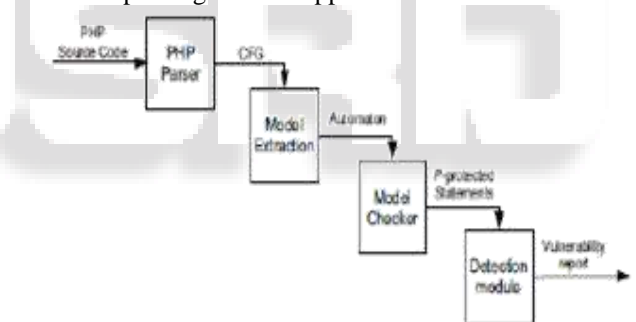 PHP
Source Code
PHP
Parser
CFG
Model
Extraction
Automaton
Model
Checker
P-protected
Statements
Detection
module
Vulnerability
report